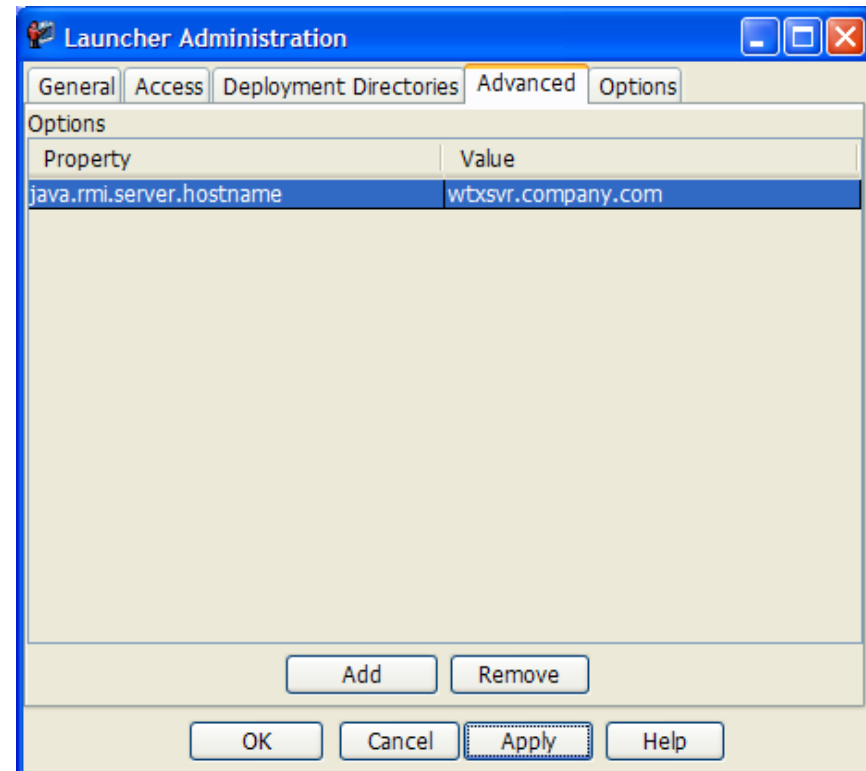 Launcher Administration
General Access Deployment Directories Advanced Options
Options
Property Value
java.rmi.server.hostname wtxsvr.company.com
Add Remove
OK Cancel Apply Help